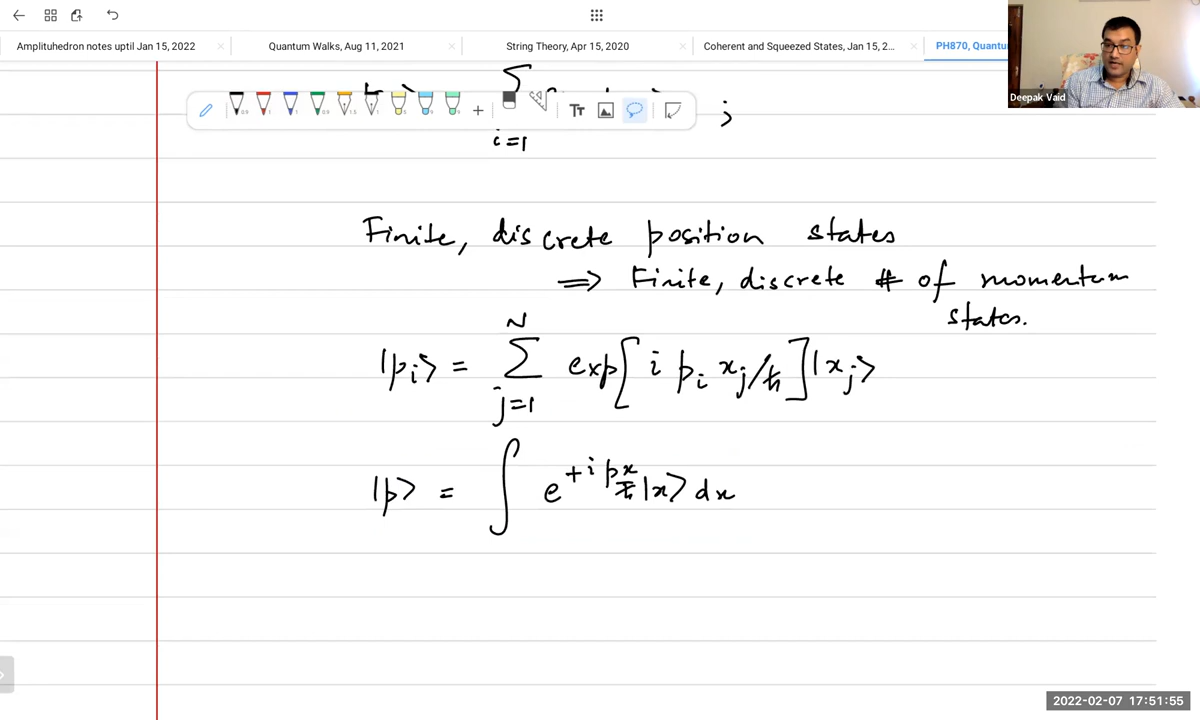 Amplituhedron notes uptil Jan 15, 2022
Quantum Walks, Aug 11, 2021
String Theory, Apr 15, 2020
Coherent and Squeezed States, Jan 15, 2...
PH870, Quantu
Deepak Vaid
Tт
i=1
;
Finite, discrete position states
⇒ Finite, discrete # of momentum
states.
|pᵢ⟩ = ∑_{j=1}^{N} exp[i pᵢ xⱼ/ħ]|xⱼ⟩
|p⟩ = ∫ e^{+i p x/ħ}|x⟩ dx
2022-02-07 17:51:55